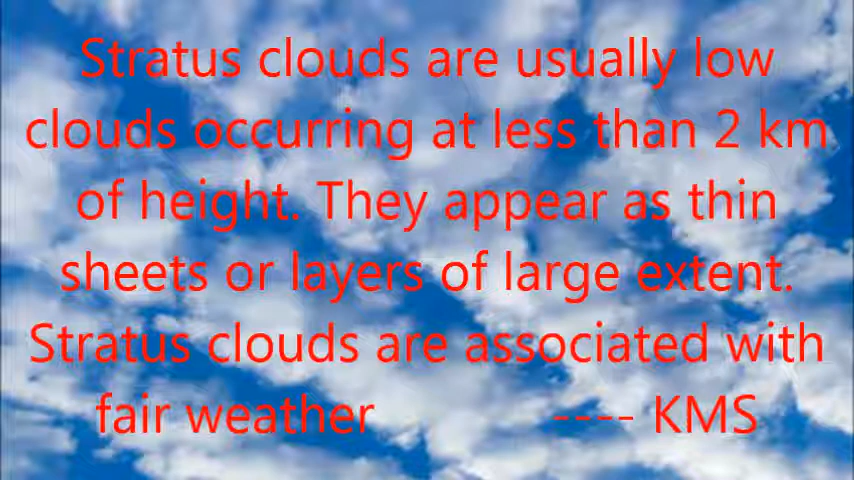 Stratus clouds are usually low
clouds occurring at less than 2 km
of height. They appear as thin
sheets or layers of large extent.
Stratus clouds are associated with
fair weather ---- KMS